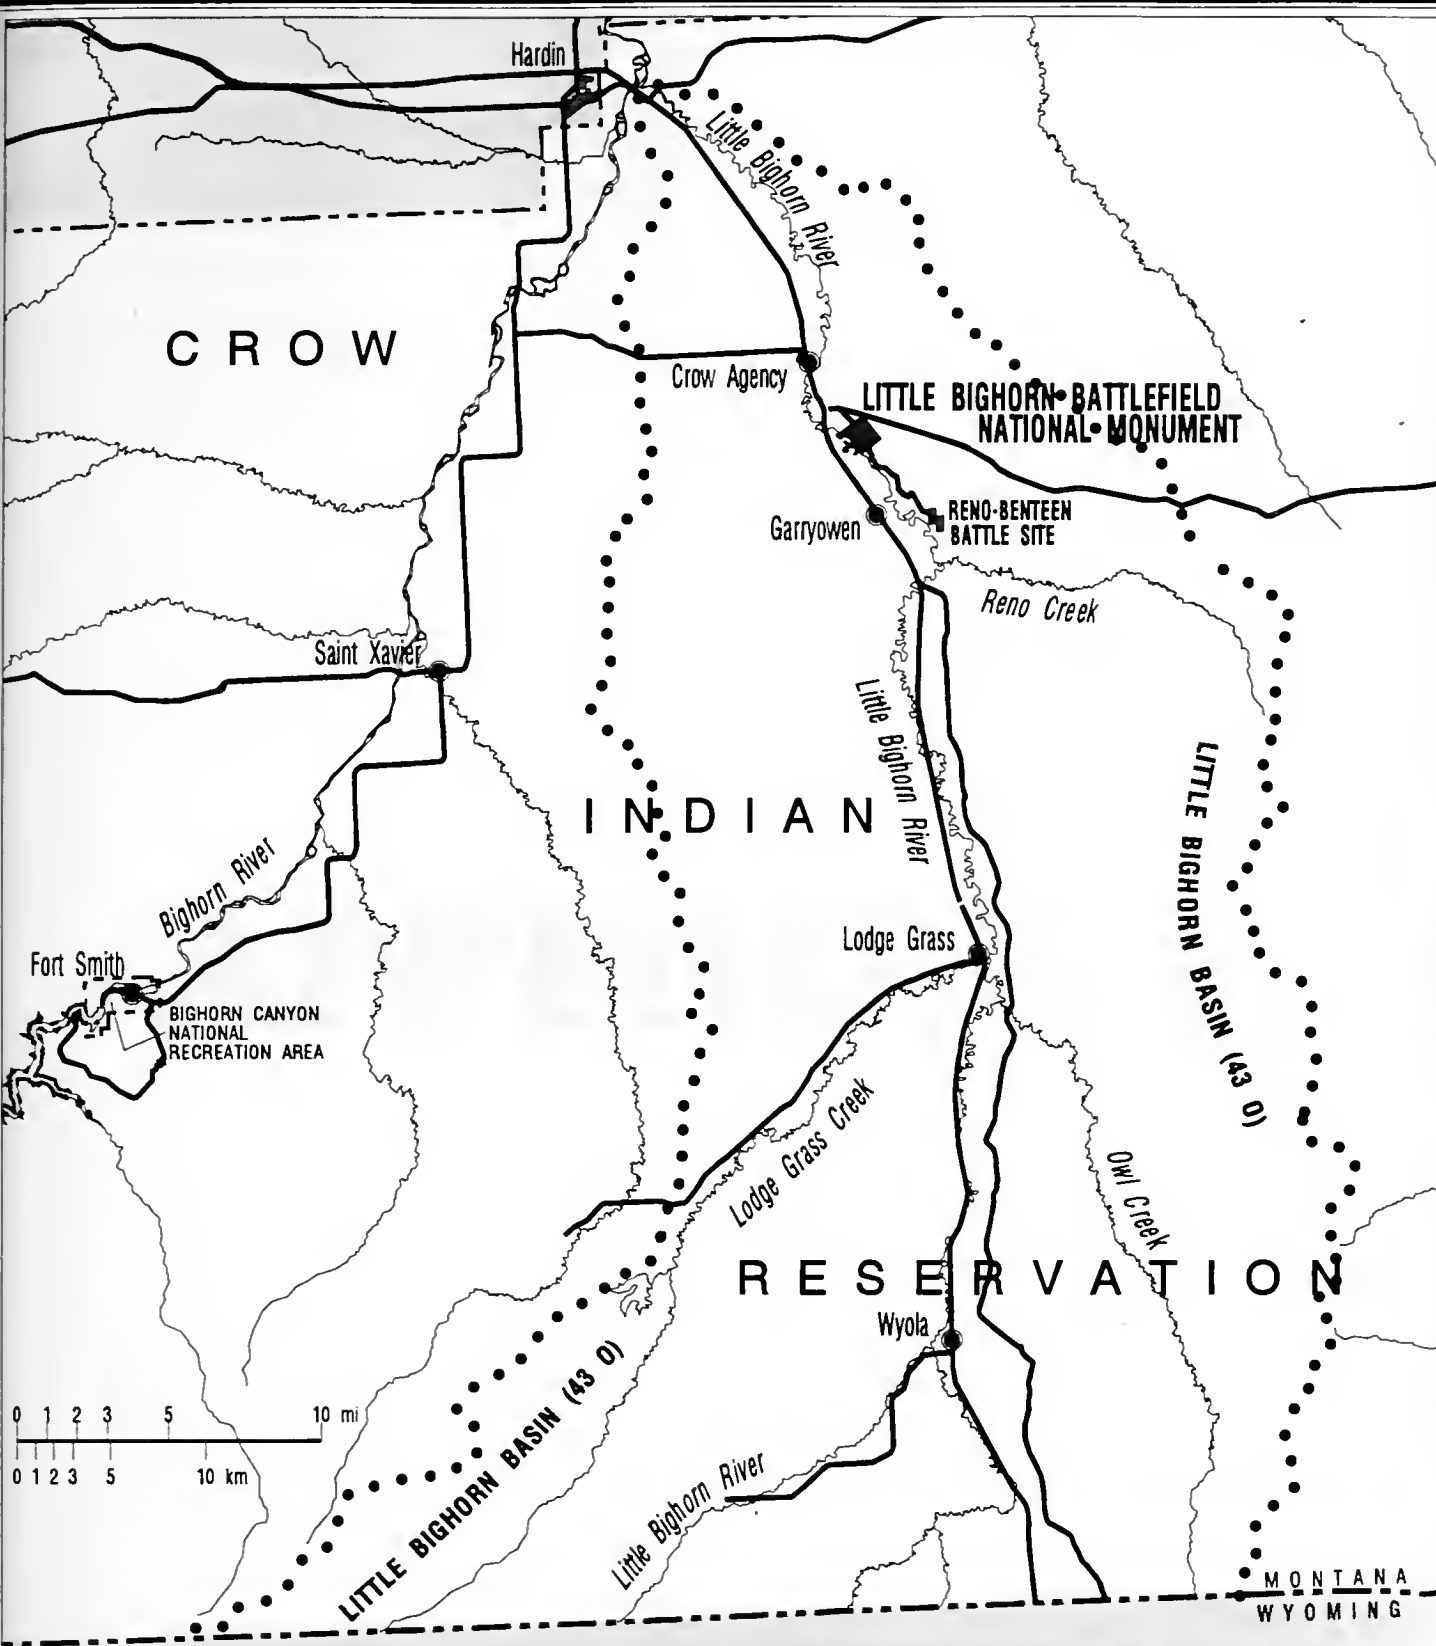 Hardin
Little Bighorn River
CROW
Crow Agency
LITTLE BIGHORN BATTLEFIELD
NATIONAL MONUMENT
RENO-BENTEEN
BATTLE SITE
Garryowen
Reno Creek
Saint Xavier
Little Bighorn River
LITTLE BIGHORN BASIN (43 O)
INDIAN
Bighorn River
Lodge Grass
Fort Smith
BIGHORN CANYON
NATIONAL
RECREATION AREA
Lodge Grass Creek
Owl Creek
RESERVATION
Wyola
LITTLE BIGHORN BASIN (43 O)
0 1 2 3 5 10 mi
0 1 2 3 5 10 km
Little Bighorn River
MONTANA
WYOMING